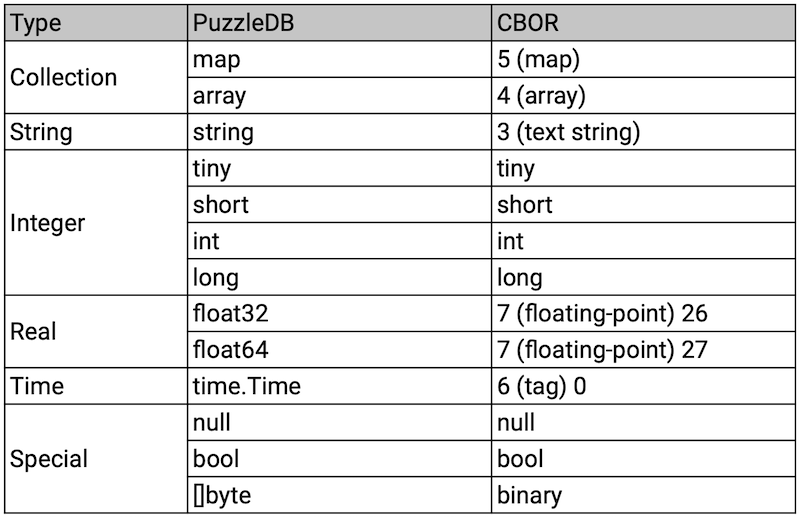 Type PuzzleDB CBOR
Collection map 5 (map)
array 4 (array)
String string 3 (text string)
Integer tiny tiny
short short
int int
long long
Real float32 7 (floating-point) 26
float64 7 (floating-point) 27
Time time.Time 6 (tag) 0
Special null null
bool bool
[]byte binary